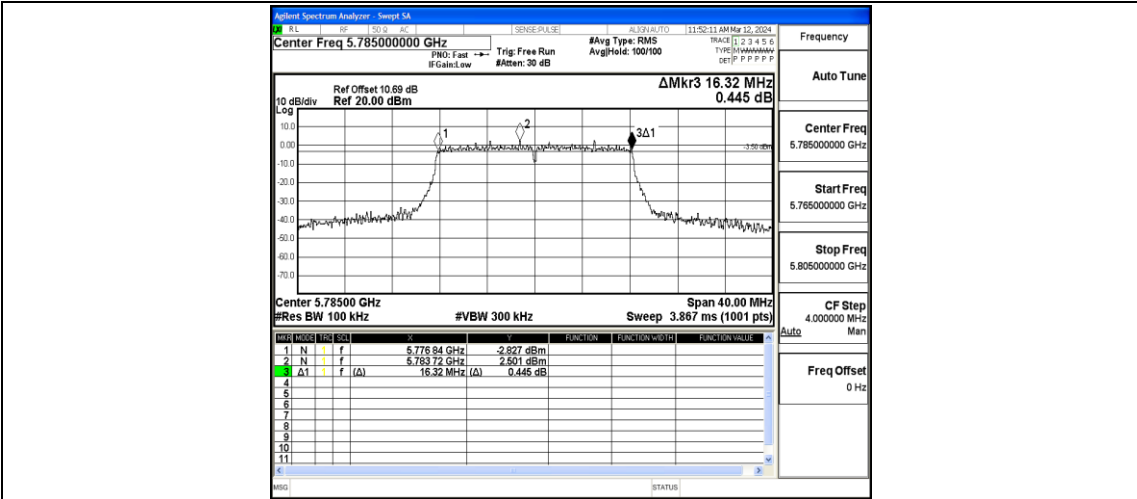 Agilent Spectrum Analyzer - Swept SA
RL RF 50 Ω AC SENSE:PULSE ALIGN AUTO 11:52:11 AM Mar 12, 2024
Center Freq 5.785000000 GHz
PNO: Fast
IFGain:Low
Trig: Free Run
#Atten: 30 dB
#Avg Type: RMS
Avg|Hold: 100/100
TRACE 1 2 3 4 5 6
TYPE M
DET P P P P P P
ΔMkr3 16.32 MHz
0.445 dB
Ref Offset 10.69 dB
10 dB/div Ref 20.00 dBm
Log
10.0
0.00
-10.0
-20.0
-30.0
-40.0
-50.0
-60.0
-70.0
1
2
3Δ1
-3.50 dBm
Center 5.78500 GHz Span 40.00 MHz
#Res BW 100 kHz #VBW 300 kHz Sweep 3.867 ms (1001 pts)
MKR MODE TRC SCL X Y FUNCTION FUNCTION WIDTH FUNCTION VALUE
1 N 1 f 5.776 84 GHz -2.827 dBm
2 N 1 f 5.783 72 GHz 2.501 dBm
3 Δ1 1 f (Δ) 16.32 MHz (Δ) 0.445 dB
4
5
6
7
8
9
10
11
MSG STATUS
Frequency
Auto Tune
Center Freq
5.785000000 GHz
Start Freq
5.765000000 GHz
Stop Freq
5.805000000 GHz
CF Step
4.000000 MHz
Auto Man
Freq Offset
0 Hz